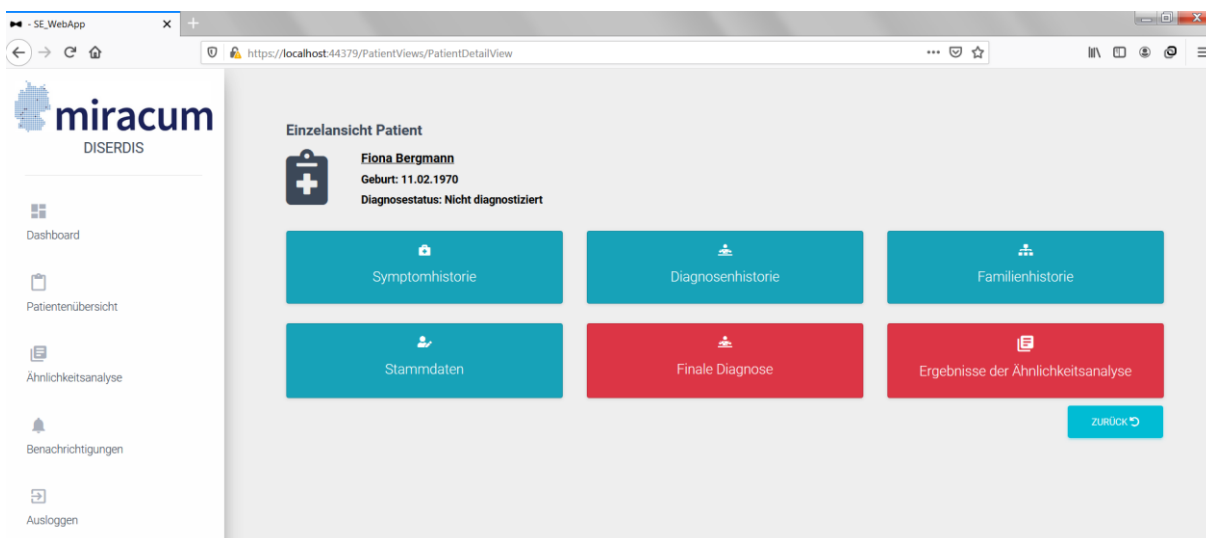 - SE_WebApp
https://localhost:44379/PatientViews/PatientDetailView
miracum
DISERDIS
Dashboard
Patientenübersicht
Ähnlichkeitsanalyse
Benachrichtigungen
Ausloggen
Einzelansicht Patient
Fiona Bergmann
Geburt: 11.02.1970
Diagnosestatus: Nicht diagnostiziert
Symptomhistorie
Diagnosenhistorie
Familienhistorie
Stammdaten
Finale Diagnose
Ergebnisse der Ähnlichkeitsanalyse
ZURÜCK